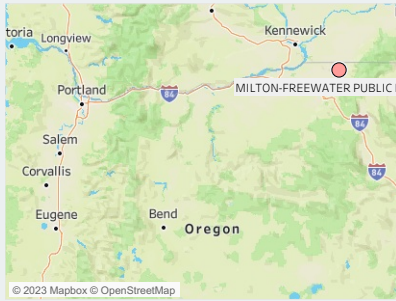 toria
Longview
Kennewick
Portland
84
MILTON-FREEWATER PUBLIC
84
Salem
84
Corvallis
Eugene
Bend
Oregon
© 2023 Mapbox © OpenStreetMap